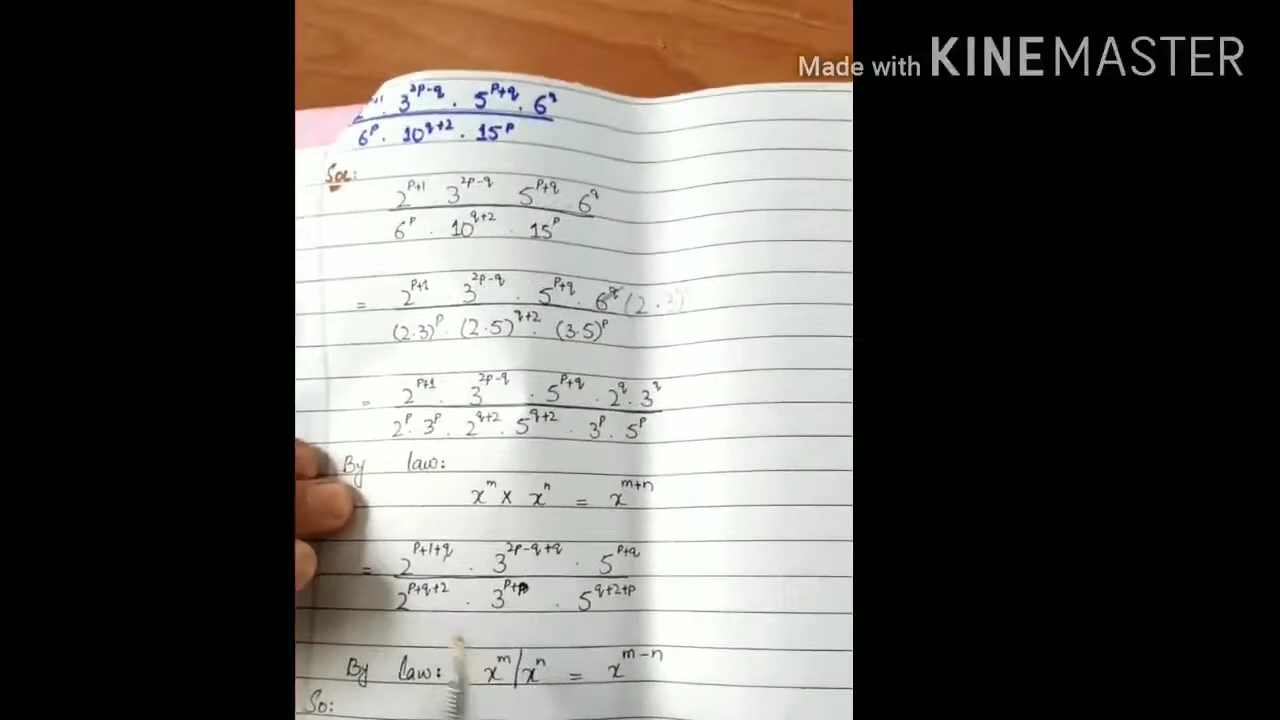 Made with KINEMASTER
3^{2p-q} · 5^{p+q} · 6^q
6^p · 10^{q+2} · 15^p
Sol:
2^{p+1} 3^{2p-q} 5^{p+q} 6^q
6^p · 10^{q+2} · 15^p
= 2^{p+1} 3^{2p-q} · 5^{p+q} · 6^q (2 ·
(2·3)^p · (2·5)^{q+2} · (3·5)^p
= 2^{p+1} · 3^{2p-q} · 5^{p+q} · 2^q · 3^q
2^p · 3^p · 2^{q+2} · 5^{q+2} · 3^p · 5^p
By law:
x^m × x^n = x^{m+n}
= 2^{p+1+q} · 3^{2p-q+q} · 5^{p+q}
2^{p+q+2} · 3^{p+p} · 5^{q+2+p}
By law: x^m / x^n = x^{m-n}
So: